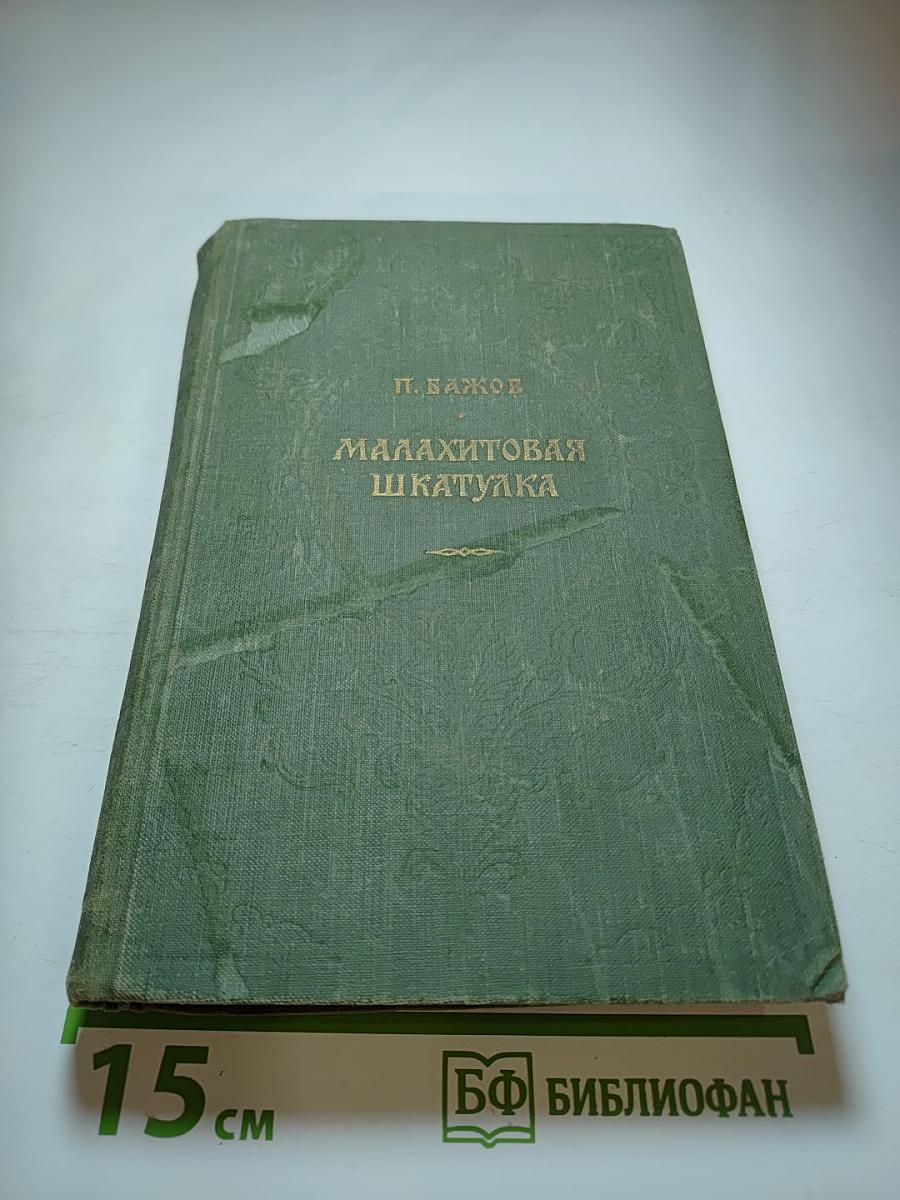 П. БАЖОВ
МАЛАХИТОВАЯ
ШКАТУЛКА
15 см
БФ БИБЛИОФАН